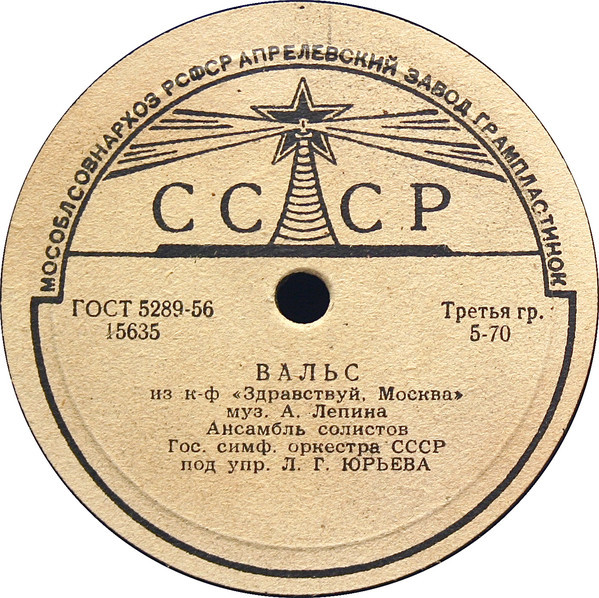 МОСОБЛСОВНАРХОЗ РСФСР АПРЕЛЕВСКИЙ ЗАВОД ГРАМПЛАСТИНОК
СССР
ГОСТ 5289-56
15635
Третья гр.
5-70
ВАЛЬС
из к-ф «Здравствуй, Москва»
муз. А. Лепина
Ансамбль солистов
Гос. симф. оркестра СССР
под упр. Л. Г. ЮРЬЕВА